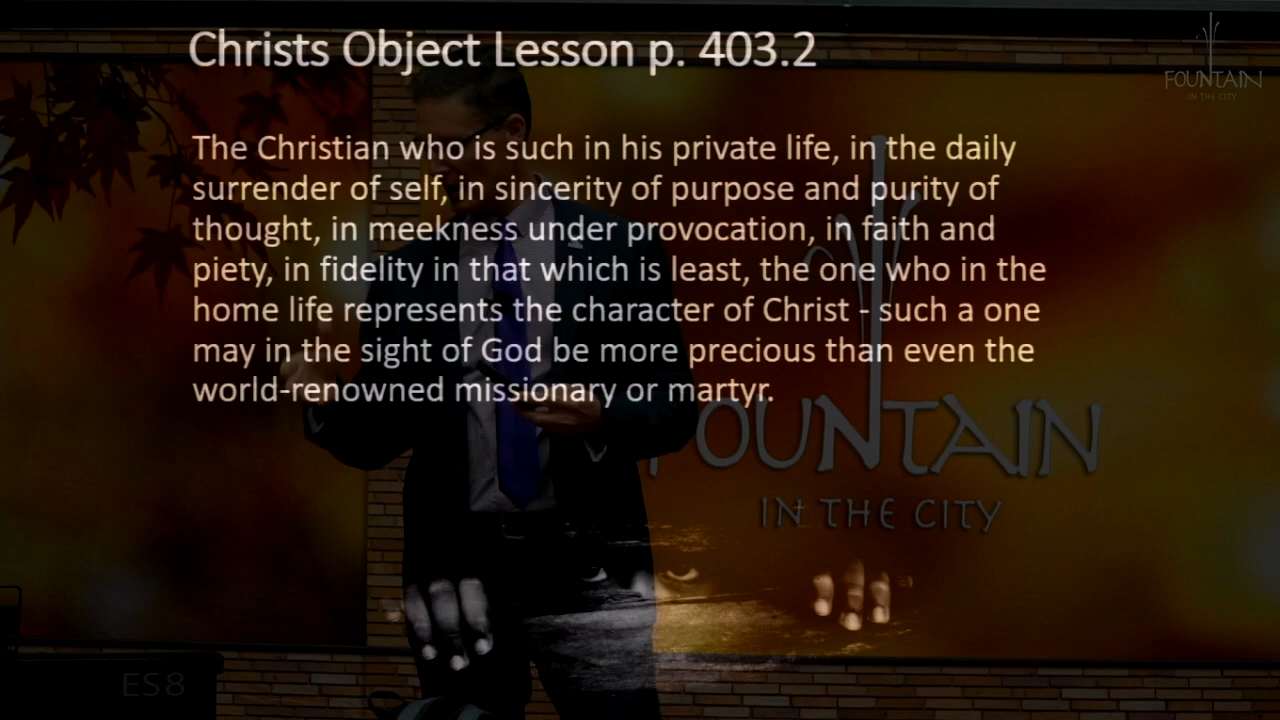 Christs Object Lesson p. 403.2
FOUNTAIN
IN THE CITY
The Christian who is such in his private life, in the daily
surrender of self, in sincerity of purpose and purity of
thought, in meekness under provocation, in faith and
piety, in fidelity in that which is least, the one who in the
home life represents the character of Christ - such a one
may in the sight of God be more precious than even the
world-renowned missionary or martyr.
FOUNTAIN
IN THE CITY
ES8